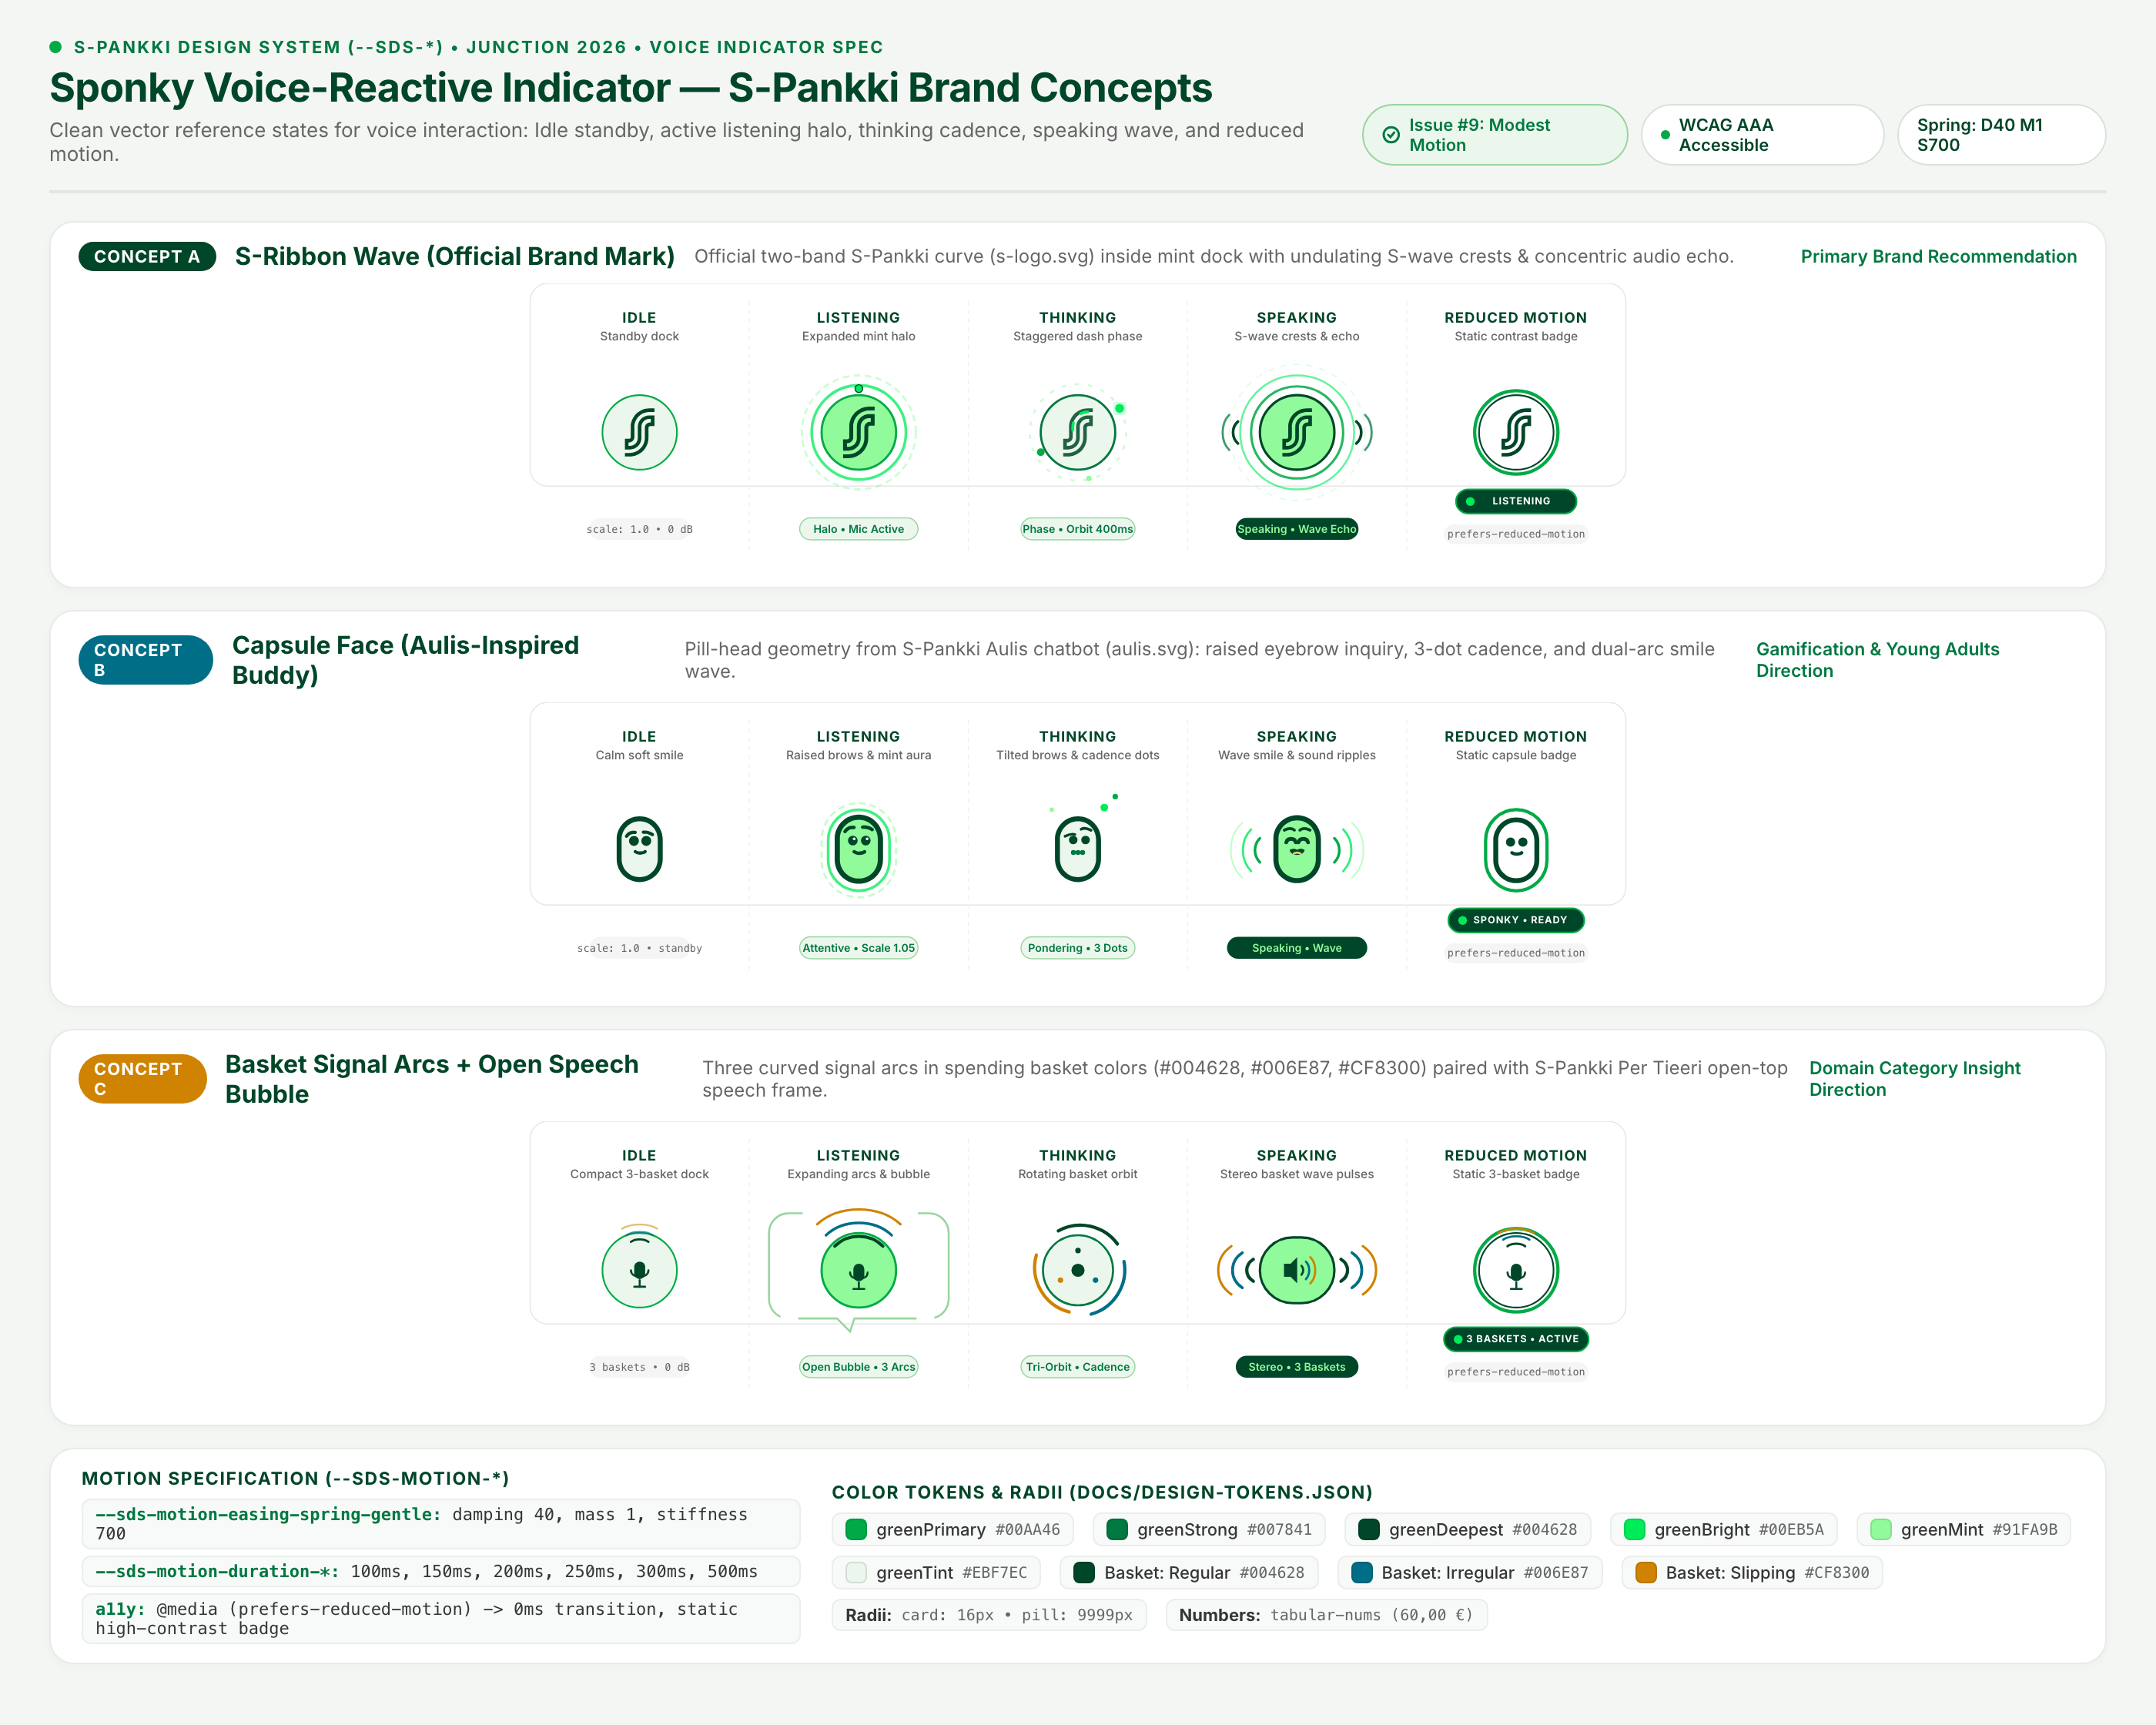 S-PANKKI DESIGN SYSTEM (--SDS-*) • JUNCTION 2026 • VOICE INDICATOR SPEC
Sponky Voice-Reactive Indicator — S-Pankki Brand Concepts
Clean vector reference states for voice interaction: Idle standby, active listening halo, thinking cadence, speaking wave, and reduced
motion.
Issue #9: Modest
Motion
WCAG AAA
Accessible
Spring: D40 M1
S700
CONCEPT A
S-Ribbon Wave (Official Brand Mark)
Official two-band S-Pankki curve (s-logo.svg) inside mint dock with undulating S-wave crests & concentric audio echo.
Primary Brand Recommendation
IDLE
Standby dock
LISTENING
Expanded mint halo
THINKING
Staggered dash phase
SPEAKING
S-wave crests & echo
REDUCED MOTION
Static contrast badge
LISTENING
scale: 1.0 • 0 dB
Halo • Mic Active
Phase • Orbit 400ms
Speaking • Wave Echo
prefers-reduced-motion
CONCEPT
B
Capsule Face (Aulis-Inspired
Buddy)
Pill-head geometry from S-Pankki Aulis chatbot (aulis.svg): raised eyebrow inquiry, 3-dot cadence, and dual-arc smile
wave.
Gamification & Young Adults
Direction
IDLE
Calm soft smile
LISTENING
Raised brows & mint aura
THINKING
Tilted brows & cadence dots
SPEAKING
Wave smile & sound ripples
REDUCED MOTION
Static capsule badge
SPONKY • READY
scale: 1.0 • standby
Attentive • Scale 1.05
Pondering • 3 Dots
Speaking • Wave
prefers-reduced-motion
CONCEPT
C
Basket Signal Arcs + Open Speech
Bubble
Three curved signal arcs in spending basket colors (#004628, #006E87, #CF8300) paired with S-Pankki Per Tieeri open-top
speech frame.
Domain Category Insight
Direction
IDLE
Compact 3-basket dock
LISTENING
Expanding arcs & bubble
THINKING
Rotating basket orbit
SPEAKING
Stereo basket wave pulses
REDUCED MOTION
Static 3-basket badge
3 BASKETS • ACTIVE
3 baskets • 0 dB
Open Bubble • 3 Arcs
Tri-Orbit • Cadence
Stereo • 3 Baskets
prefers-reduced-motion
MOTION SPECIFICATION (--SDS-MOTION-*)
--sds-motion-easing-spring-gentle: damping 40, mass 1, stiffness
700
--sds-motion-duration-*: 100ms, 150ms, 200ms, 250ms, 300ms, 500ms
a11y: @media (prefers-reduced-motion) -> 0ms transition, static
high-contrast badge
COLOR TOKENS & RADII (DOCS/DESIGN-TOKENS.JSON)
greenPrimary #00AA46
greenStrong #007841
greenDeepest #004628
greenBright #00EB5A
greenMint #91FA9B
greenTint #EBF7EC
Basket: Regular #004628
Basket: Irregular #006E87
Basket: Slipping #CF8300
Radii: card: 16px • pill: 9999px
Numbers: tabular-nums (60,00 €)